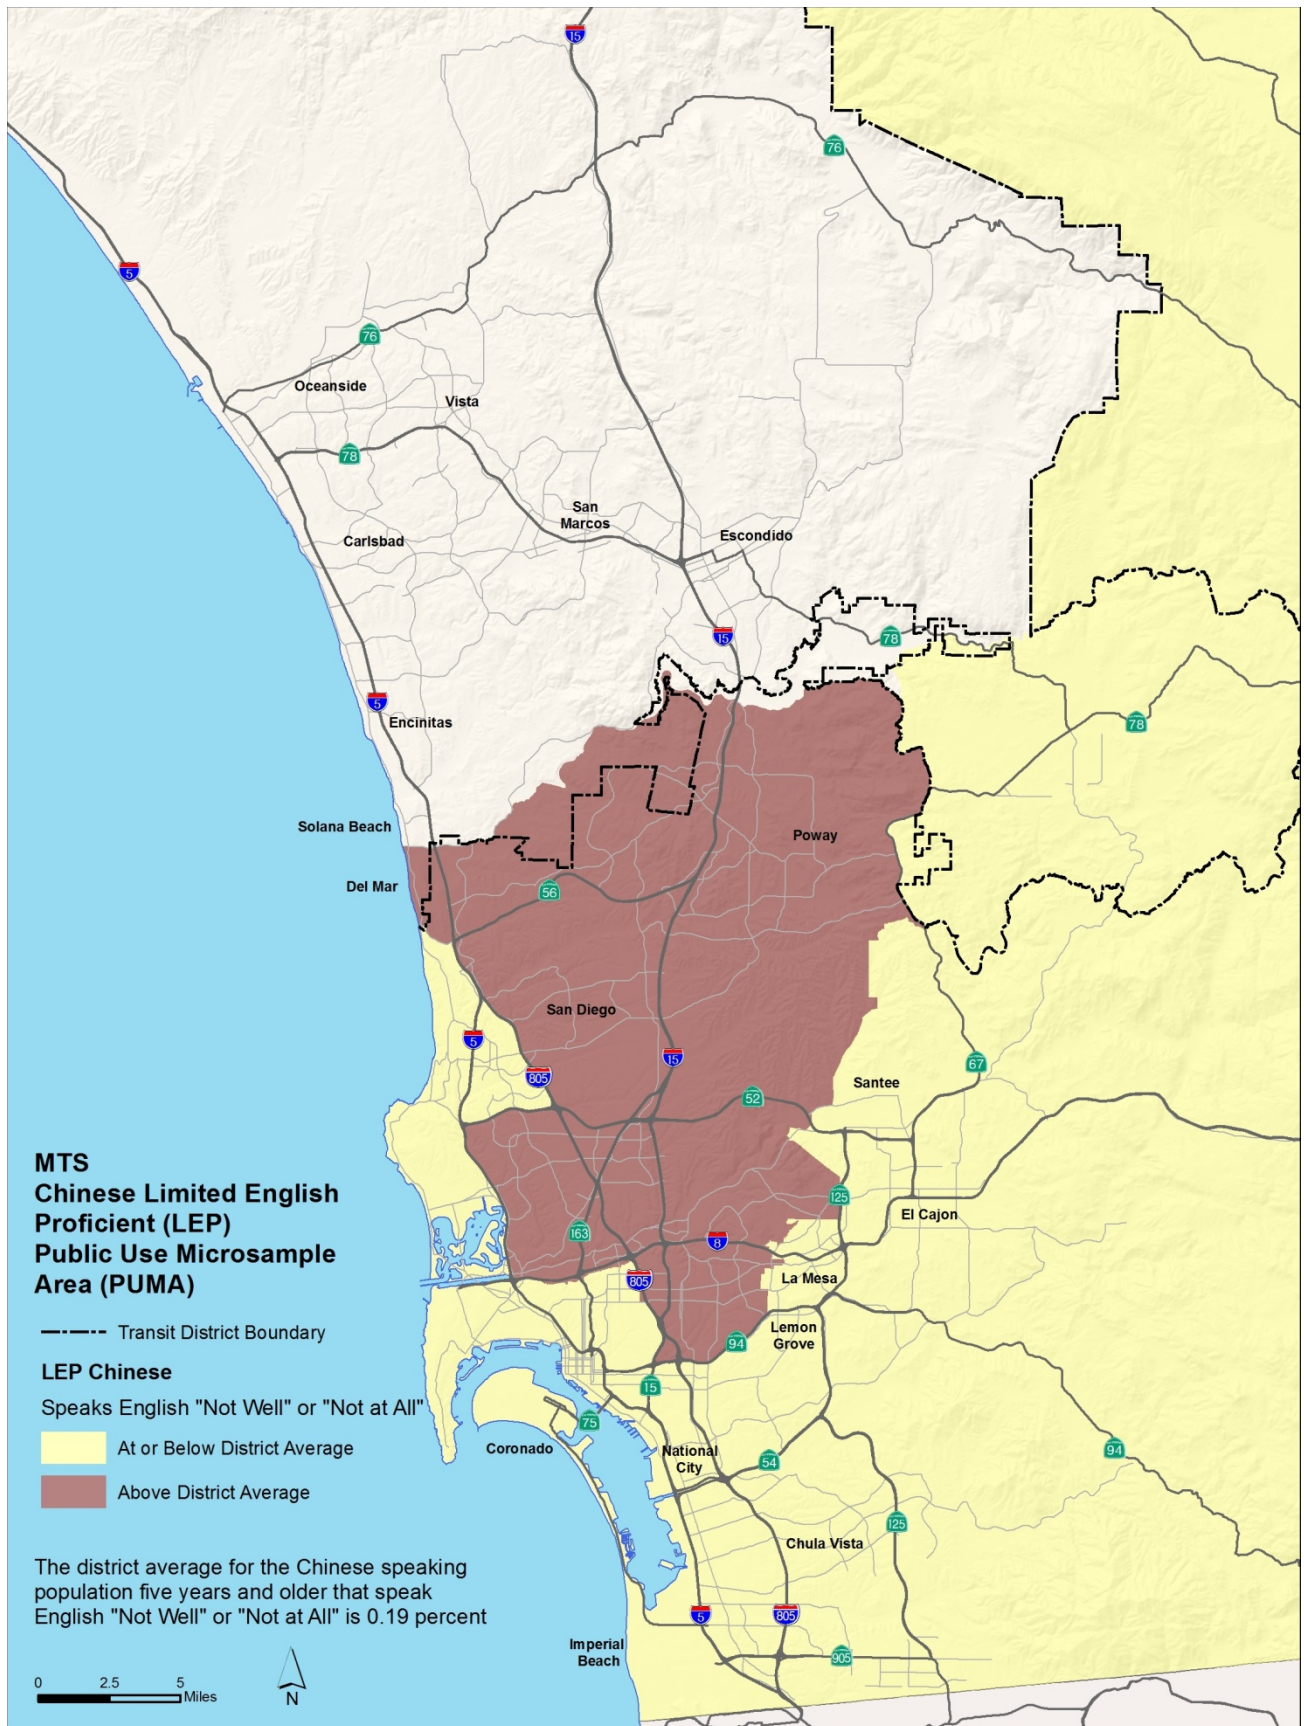 15
76
5
76
Oceanside
Vista
78
San
Marcos
Carlsbad
Escondido
15
78
5
Encinitas
78
Solana Beach
Poway
Del Mar
56
San Diego
5
15
67
805
Santee
52
MTS
Chinese Limited English
Proficient (LEP)
Public Use Microsample
Area (PUMA)
125
El Cajon
163
8
805
La Mesa
Transit District Boundary
Lemon
Grove
94
LEP Chinese
15
Speaks English "Not Well" or "Not at All"
75
At or Below District Average
Coronado
National
City
54
94
Above District Average
125
Chula Vista
The district average for the Chinese speaking
population five years and older that speak
English "Not Well" or "Not at All" is 0.19 percent
5
805
Imperial
Beach
905
0 2.5 5
Miles
N